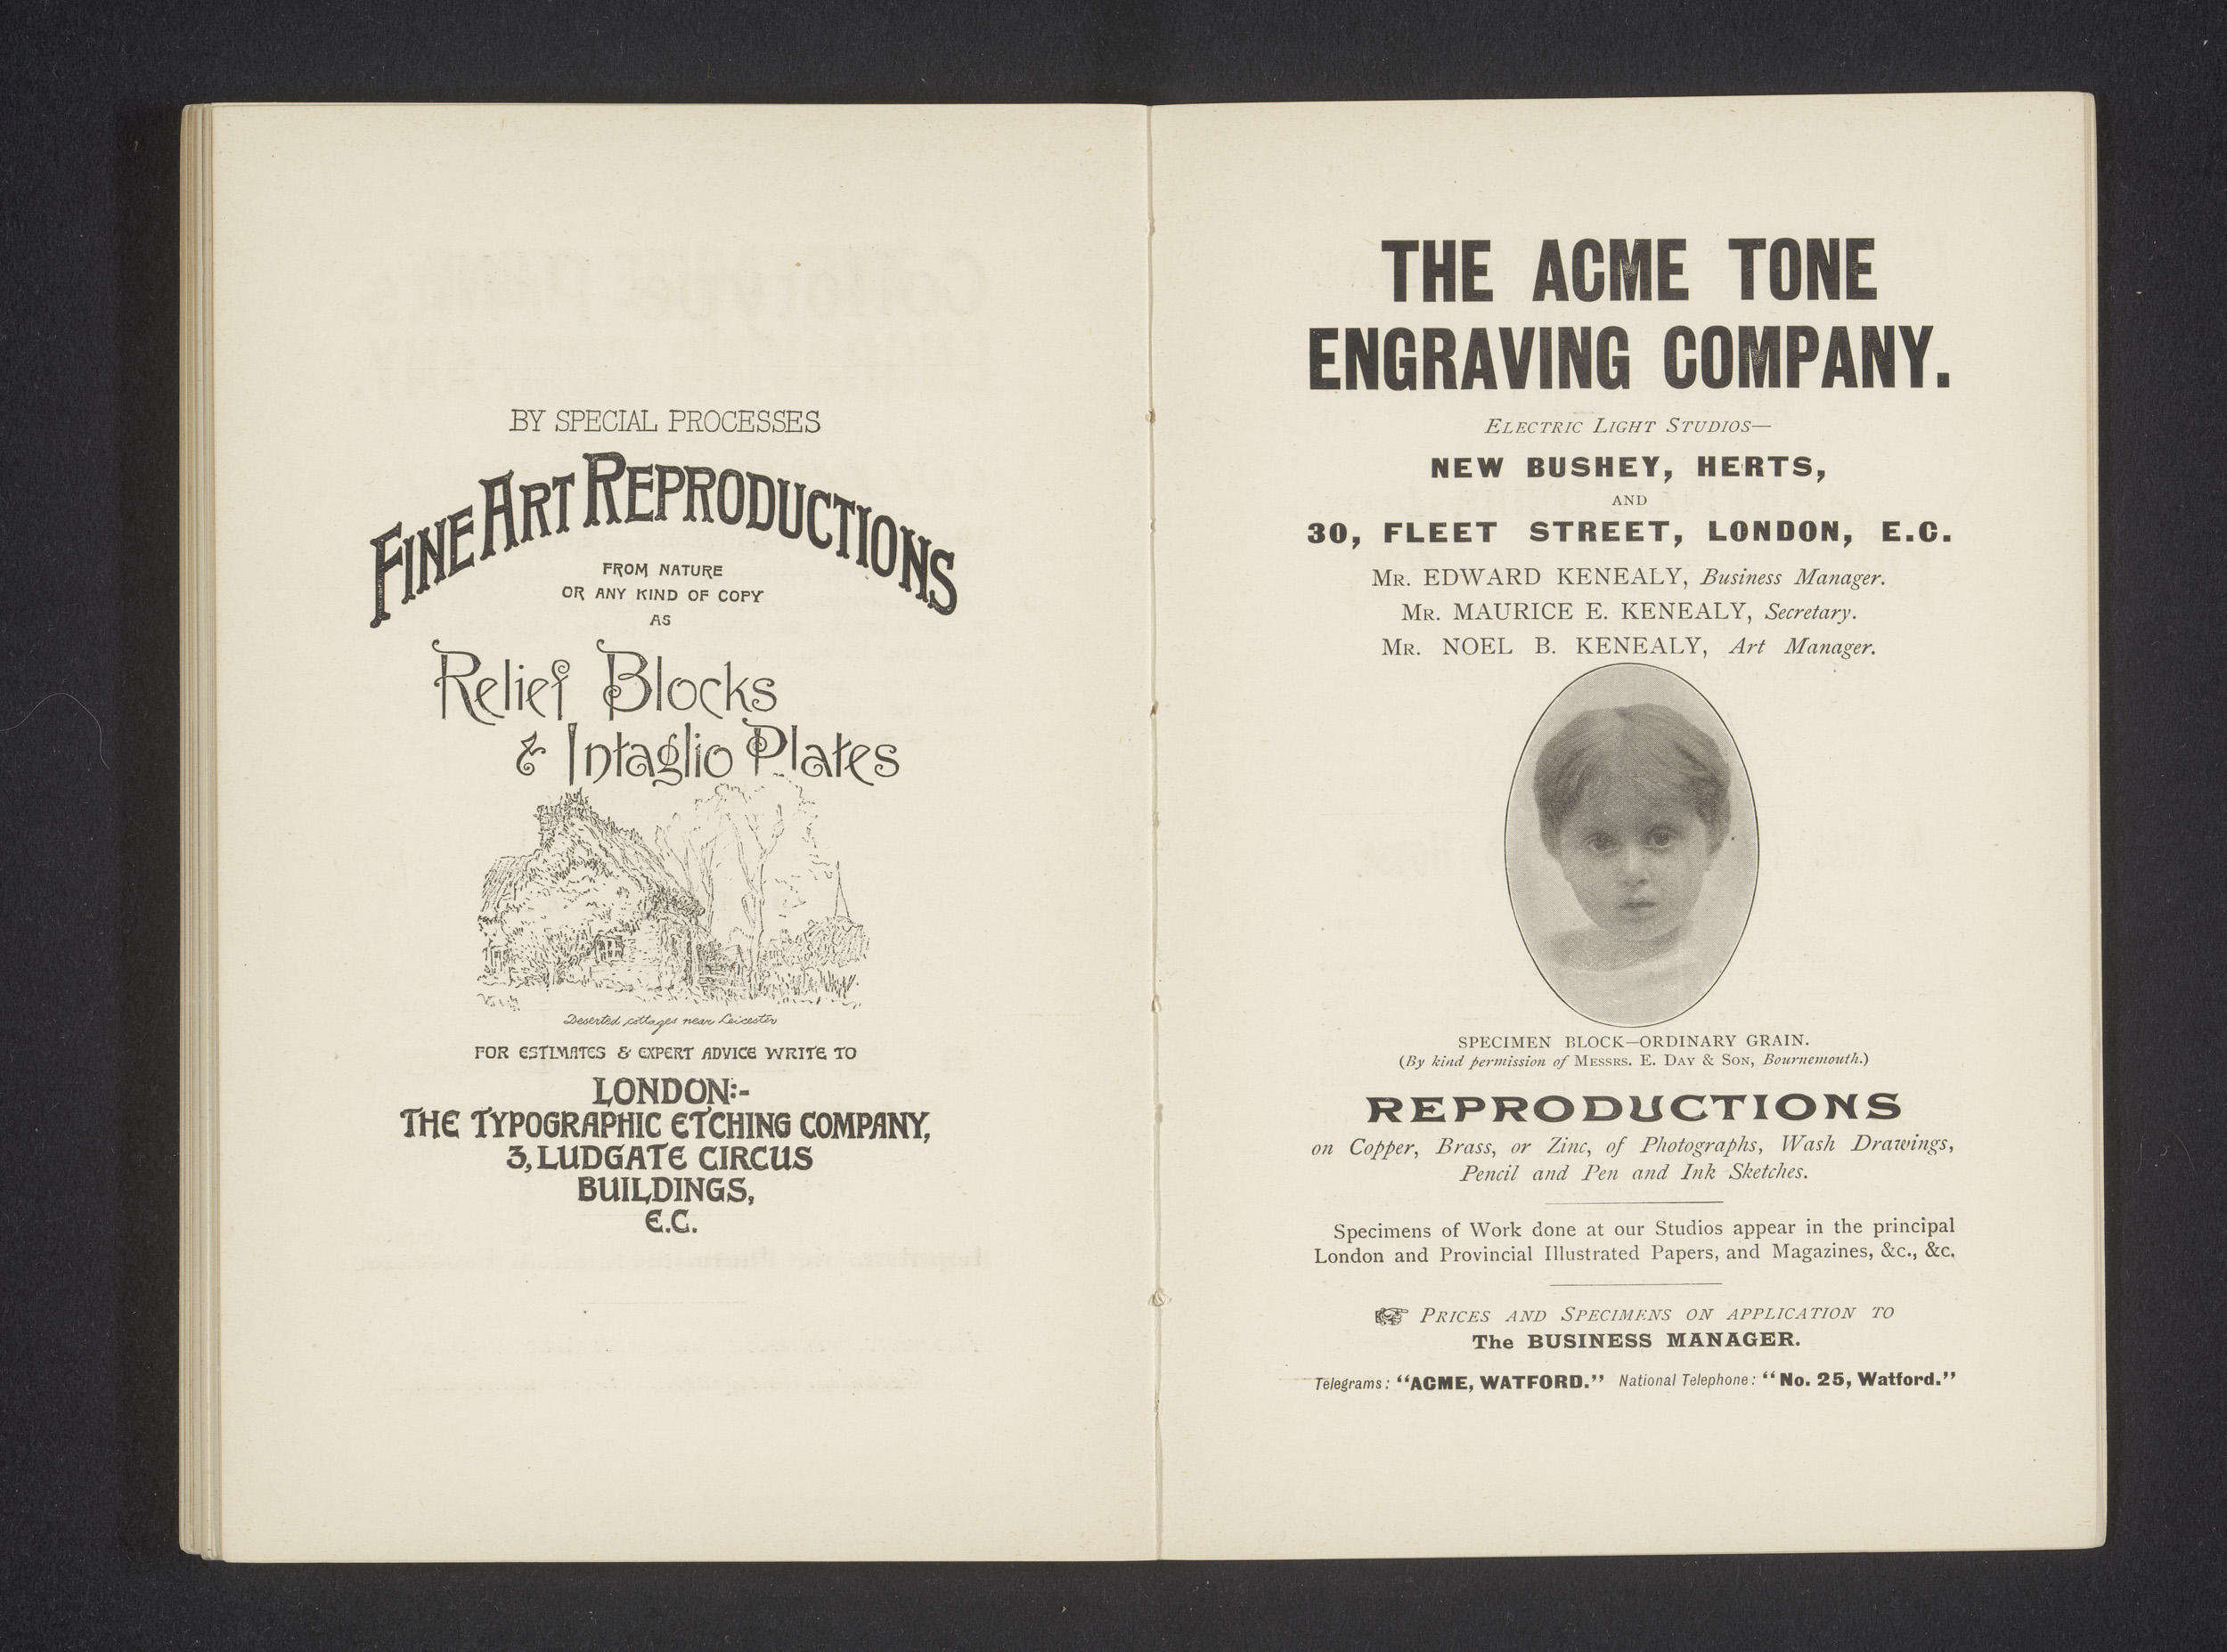 BY SPECIAL PROCESSES
FINE ART REPRODUCTIONS
FROM NATURE
OR ANY KIND OF COPY
AS
Relief Blocks
& Intaglio Plates
Deserted cottages near Leicester
FOR ESTIMATES & EXPERT ADVICE WRITE TO
LONDON:-
THE TYPOGRAPHIC ETCHING COMPANY,
3, LUDGATE CIRCUS
BUILDINGS,
E.C.
THE ACME TONE
ENGRAVING COMPANY.
ELECTRIC LIGHT STUDIOS—
NEW BUSHEY, HERTS,
AND
30, FLEET STREET, LONDON, E.C.
MR. EDWARD KENEALY, Business Manager.
MR. MAURICE E. KENEALY, Secretary.
MR. NOEL B. KENEALY, Art Manager.
SPECIMEN BLOCK—ORDINARY GRAIN.
(By kind permission of MESSRS. E. DAY & SON, Bournemouth.)
REPRODUCTIONS
on Copper, Brass, or Zinc, of Photographs, Wash Drawings,
Pencil and Pen and Ink Sketches.
Specimens of Work done at our Studios appear in the principal
London and Provincial Illustrated Papers, and Magazines, &c., &c.
☞ PRICES AND SPECIMENS ON APPLICATION TO
The BUSINESS MANAGER.
Telegrams: "ACME, WATFORD." National Telephone: "No. 25, Watford."